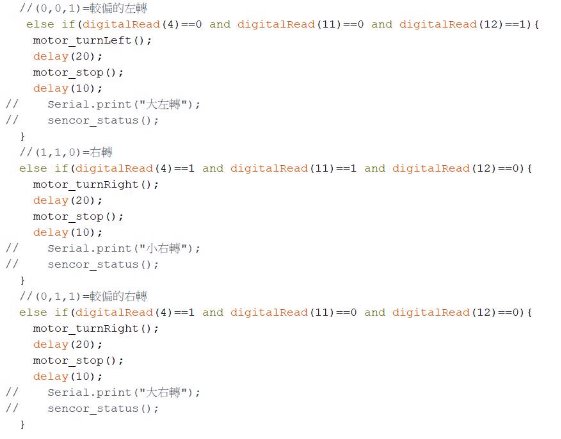 //(0,0,1)=較偏的左轉
else if(digitalRead(4)==0 and digitalRead(11)==0 and digitalRead(12)==1){
motor_turnLeft();
delay(20);
motor_stop();
delay(10);
//    Serial.print("大左轉");
//    sencor_status();
}
//(1,1,0)=右轉
else if(digitalRead(4)==1 and digitalRead(11)==1 and digitalRead(12)==0){
motor_turnRight();
delay(20);
motor_stop();
delay(10);
//    Serial.print("小右轉");
//    sencor_status();
}
//(0,1,1)=較偏的右轉
else if(digitalRead(4)==1 and digitalRead(11)==0 and digitalRead(12)==0){
motor_turnRight();
delay(20);
motor_stop();
delay(10);
//    Serial.print("大右轉");
//    sencor_status();
}